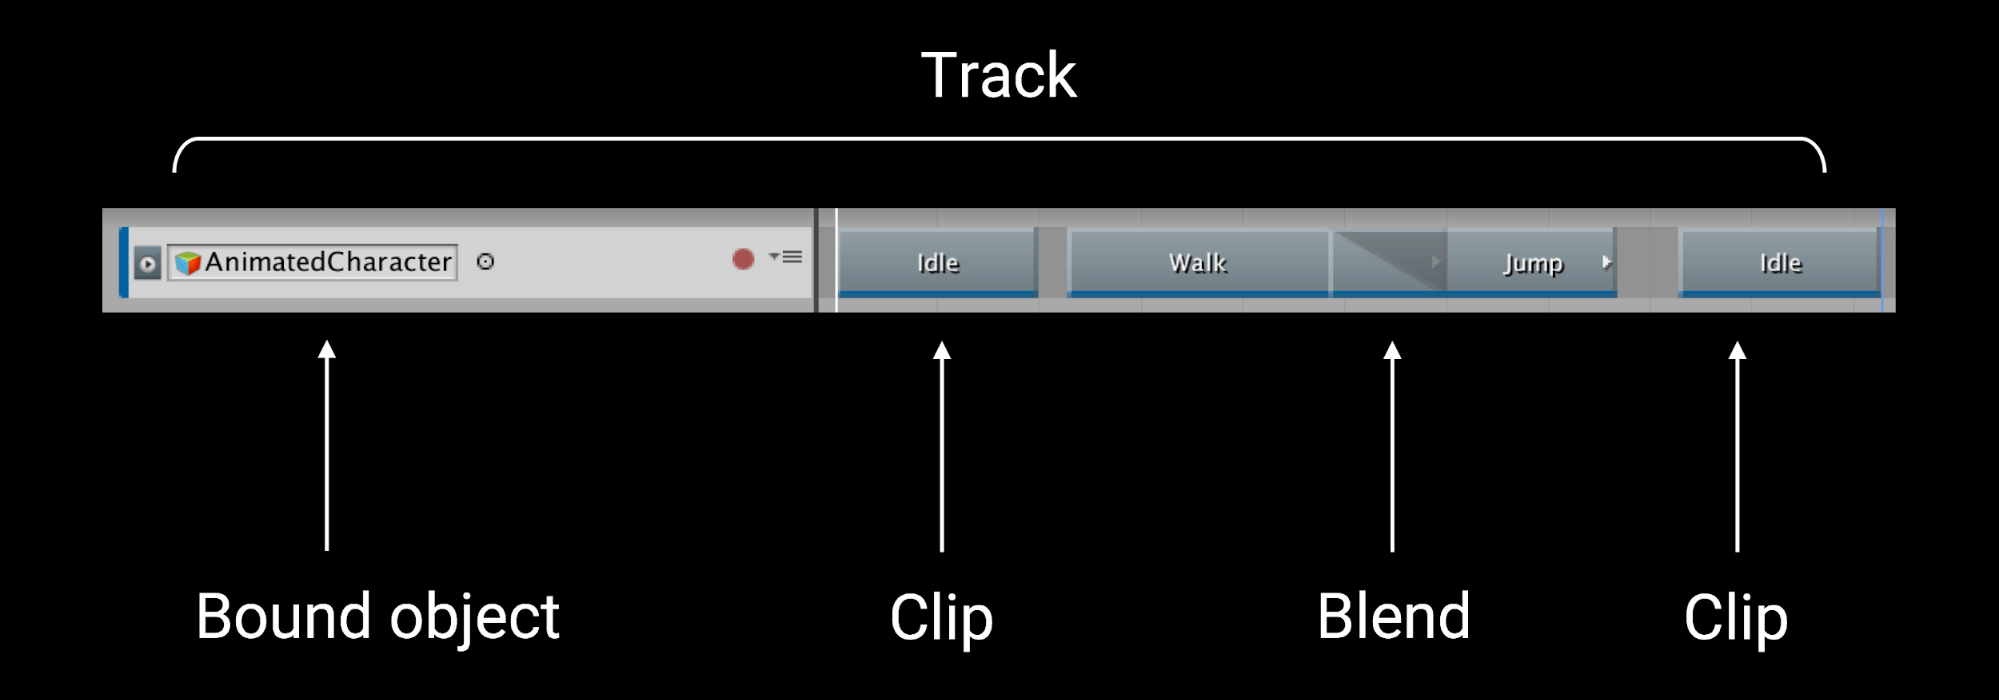 Track
AnimatedCharacter
Idle
Walk
Jump
Idle
Bound object
Clip
Blend
Clip